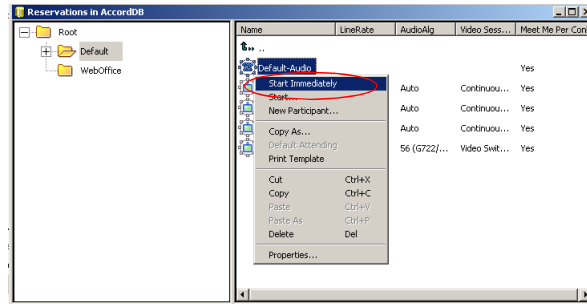 Reservations in AccordDB
Root
Default
WebOffice
Name LineRate AudioAlg Video Sess... Meet Me Per Con
..
Default-Audio Yes
Start Immediately Auto Continuou... Yes
Start...
New Participant... Auto Continuou... Yes
Copy As... Auto Continuou... Yes
Default Attending 56 (G722/... Video Swit... Yes
Print Template
Cut Ctrl+X
Copy Ctrl+C
Paste Ctrl+V
Paste As Ctrl+P
Delete Del
Properties...